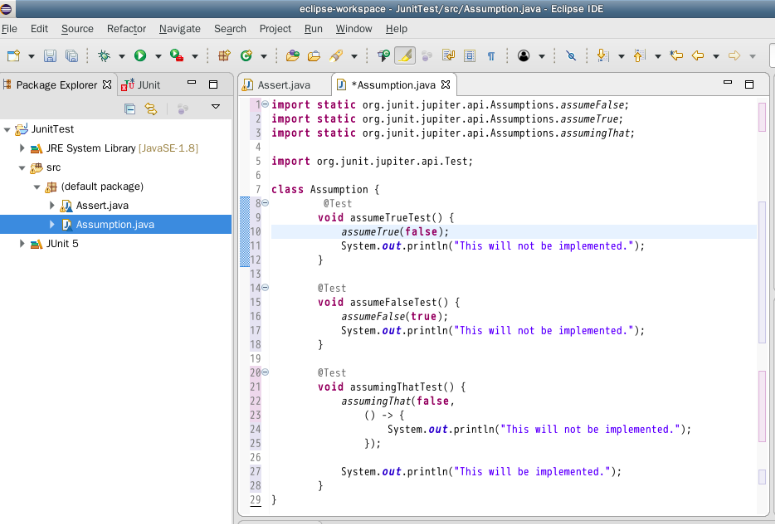 eclipse-workspace - JunitTest/src/Assumption.java - Eclipse IDE
File Edit Source Refactor Navigate Search Project Run Window Help
Package Explorer JUnit
JunitTest
JRE System Library [JavaSE-1.8]
src
(default package)
Assert.java
Assumption.java
JUnit 5
Assert.java *Assumption.java
1 import static org.junit.jupiter.api.Assumptions.assumeFalse;
2 import static org.junit.jupiter.api.Assumptions.assumeTrue;
3 import static org.junit.jupiter.api.Assumptions.assumingThat;
4
5 import org.junit.jupiter.api.Test;
6
7 class Assumption {
8 @Test
9 void assumeTrueTest() {
10 assumeTrue(false);
11 System.out.println("This will not be implemented.");
12 }
13
14 @Test
15 void assumeFalseTest() {
16 assumeFalse(true);
17 System.out.println("This will not be implemented.");
18 }
19
20 @Test
21 void assumingThatTest() {
22 assumingThat(false,
23 () -> {
24 System.out.println("This will not be implemented.");
25 });
26
27 System.out.println("This will be implemented.");
28 }
29 }